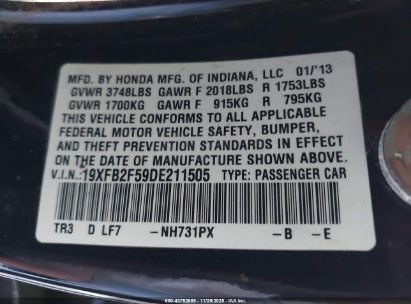 MFD. BY HONDA MFG. OF INDIANA, LLC 01/'13
GVWR 3748LBS GAWR F 2018LBS R 1753LBS
GVWR 1700KG GAWR F 915KG R 795KG
THIS VEHICLE CONFORMS TO ALL APPLICABLE
FEDERAL MOTOR VEHICLE SAFETY, BUMPER,
AND THEFT PREVENTION STANDARDS IN EFFECT
ON THE DATE OF MANUFACTURE SHOWN ABOVE.
V.I.N.:19XFB2F59DE211505 TYPE: PASSENGER CAR
TR3 D LF7 -NH731PX -B -E